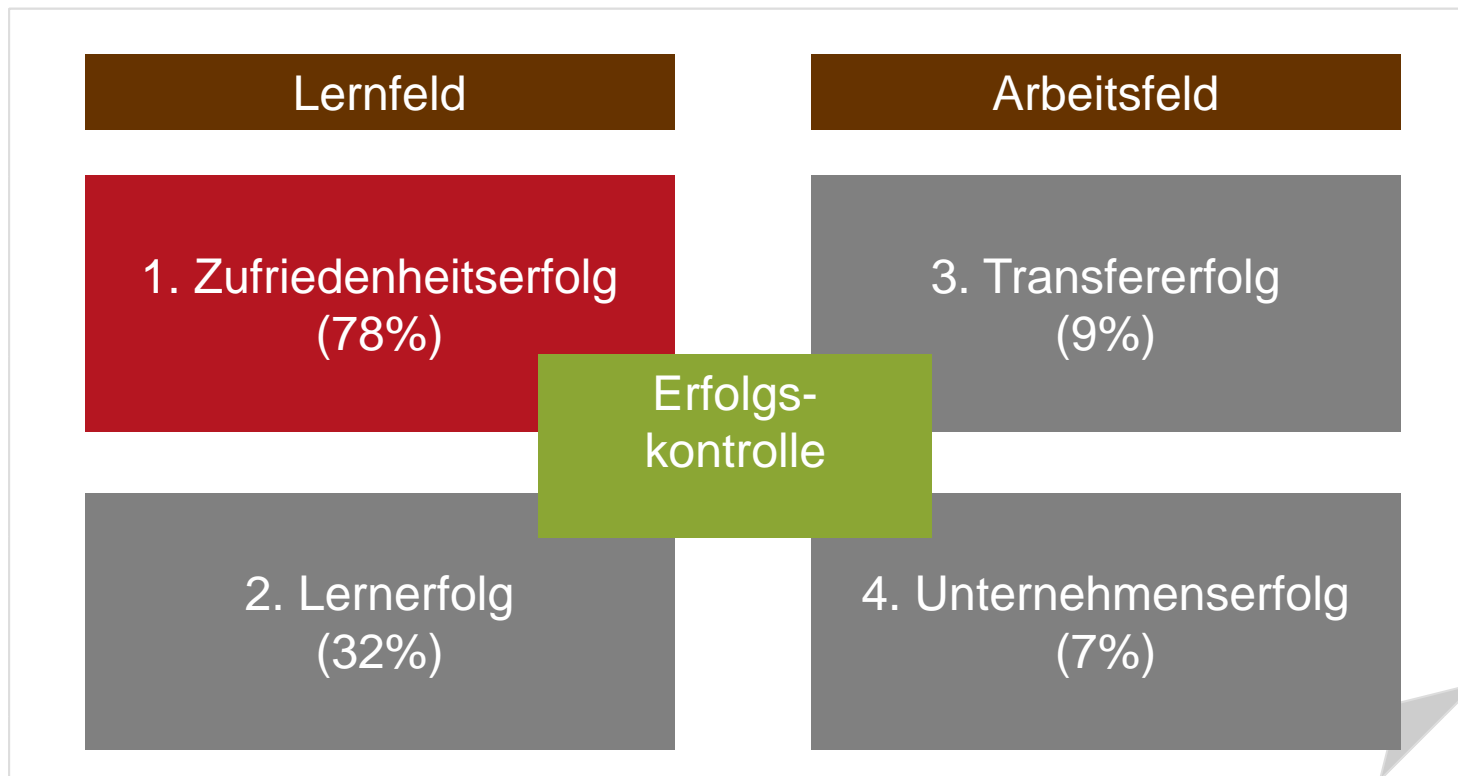 Lernfeld
Arbeitsfeld
1. Zufriedenheitserfolg
(78%)
3. Transfererfolg
(9%)
Erfolgs-
kontrolle
2. Lernerfolg
(32%)
4. Unternehmenserfolg
(7%)